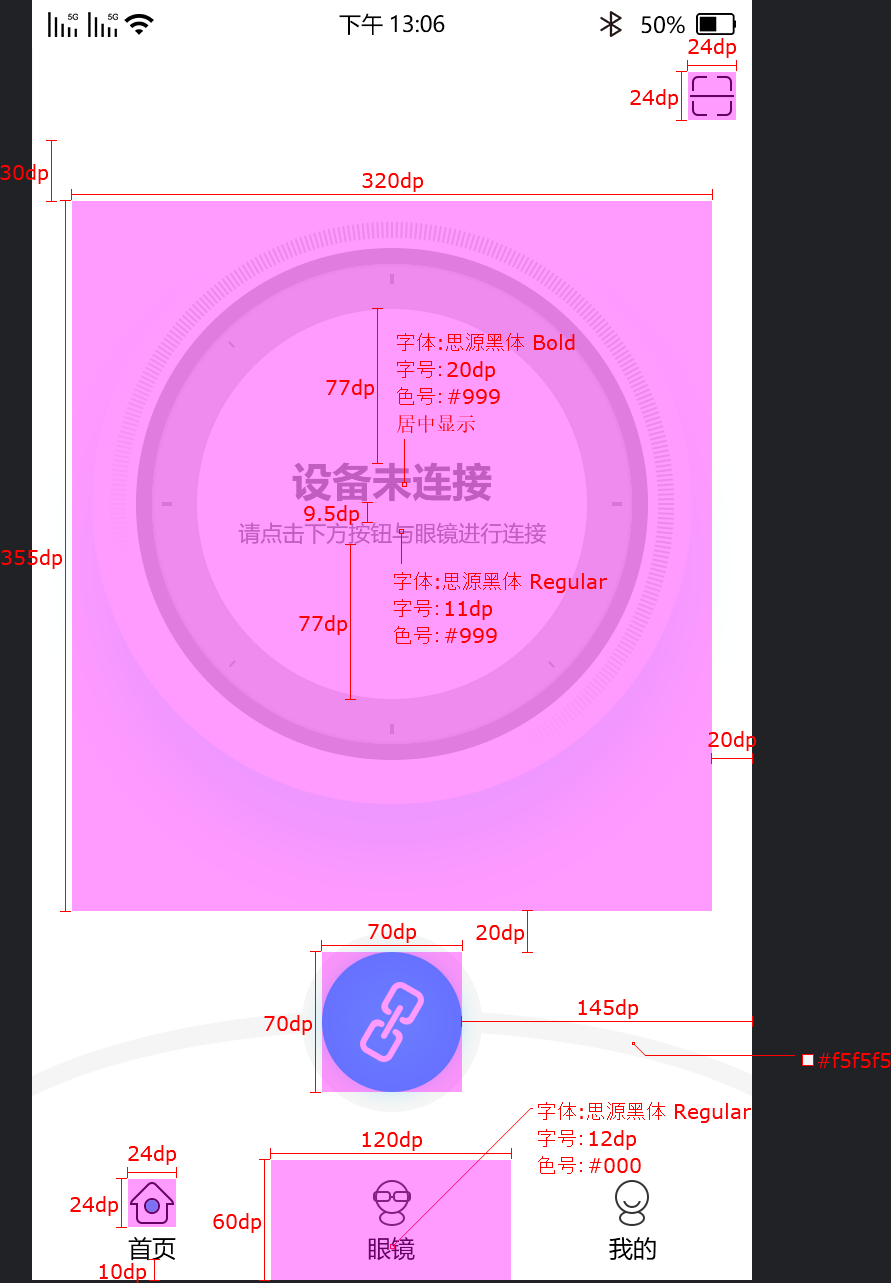 5G 5G 下午 13:06 50%
24dp
24dp
30dp
320dp
字体:思源黑体 Bold
字号:20dp
色号:#999
居中显示
77dp
设备未连接
9.5dp
请点击下方按钮与眼镜进行连接
355dp
字体:思源黑体 Regular
字号:11dp
色号:#999
77dp
20dp
70dp
20dp
70dp
145dp
#f5f5f5
字体:思源黑体 Regular
字号:12dp
色号:#000
120dp
24dp
24dp
60dp
首页 眼镜 我的
10dp